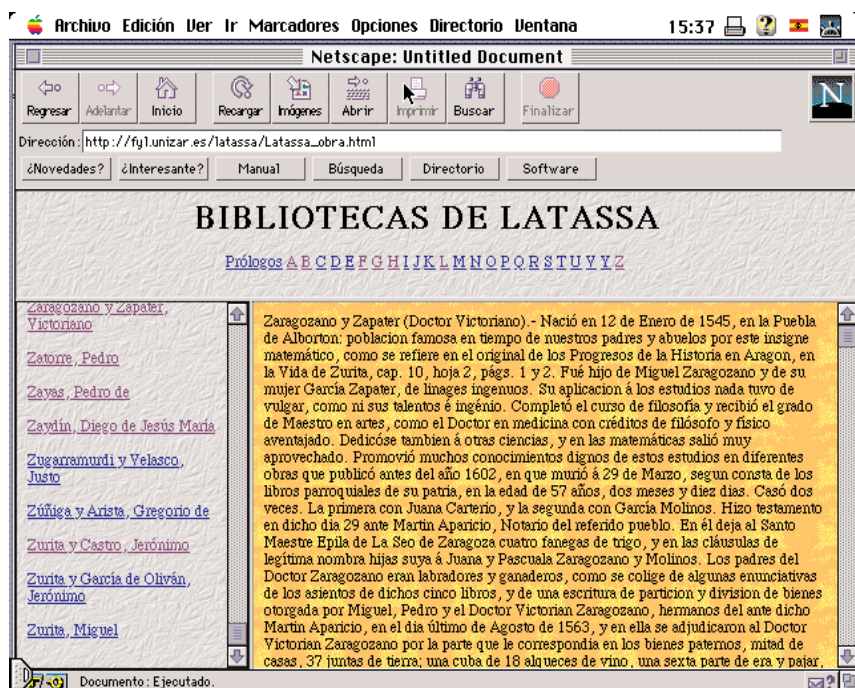 Archivo Edición Ver Ir Marcadores Opciones Directorio Ventana 15:37
Netscape: Untitled Document
Regresar Adelantar Inicio Recargar Imágenes Abrir Imprimir Buscar Finalizar N
Dirección: http://fyl.unizar.es/latassa/Latassa_obra.html
¿Novedades? ¿Interesante? Manual Búsqueda Directorio Software
BIBLIOTECAS DE LATASSA
Prólogos A B C D E F G H I J K L M N O P Q R S T U V Y Z
Zaragozano y Zapater,
Victoriano
Zatorre, Pedro
Zayas, Pedro de
Zaydín, Diego de Jesús María
Zugarramurdi y Velasco,
Justo
Zúñiga y Arista, Gregorio de
Zurita y Castro, Jerónimo
Zurita y García de Oliván,
Jerónimo
Zurita, Miguel
Zaragozano y Zapater (Doctor Victoriano).- Nació en 12 de Enero de 1545, en la Puebla
de Alborton: poblacion famosa en tiempo de nuestros padres y abuelos por este insigne
matemático, como se refiere en el original de los Progresos de la Historia en Aragon, en
la Vida de Zurita, cap. 10, hoja 2, págs. 1 y 2. Fué hijo de Miguel Zaragozano y de su
mujer García Zapater, de linages ingenuos. Su aplicacion á los estudios nada tuvo de
vulgar, como ni sus talentos é ingénio. Completó el curso de filosofía y recibió el grado
de Maestro en artes, como el Doctor en medicina con créditos de filósofo y físico
aventajado. Dedicóse tambien á otras ciencias, y en las matemáticas salió muy
aprovechado. Promovió muchos conocimientos dignos de estos estudios en diferentes
obras que publicó antes del año 1602, en que murió á 29 de Marzo, segun consta de los
libros parroquiales de su patria, en la edad de 57 años, dos meses y diez dias. Casó dos
veces. La primera con Juana Carterio, y la segunda con García Molinos. Hizo testamento
en dicho dia 29 ante Martin Aparicio, Notario del referido pueblo. En él deja al Santo
Maestre Epila de La Seo de Zaragoza cuatro fanegas de trigo, y en las cláusulas de
legítima nombra hijas suya á Juana y Pascuala Zaragozano y Molinos. Los padres del
Doctor Zaragozano eran labradores y ganaderos, como se colige de algunas enunciativas
de los asientos de dichos cinco libros, y de una escritura de particion y division de bienes
otorgada por Miguel, Pedro y el Doctor Victorian Zaragozano, hermanos del ante dicho
Martin Aparicio, en el dia último de Agosto de 1563, y en ella se adjudicaron al Doctor
Victorian Zaragozano por la parte que le correspondia en los bienes paternos, mitad de
casas, 37 juntas de tierra; una cuba de 18 alqueces de vino, una sexta parte de era y pajar,
Documento: Ejecutado.